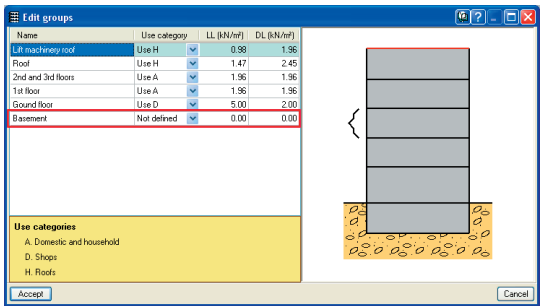 Edit groups
Name Use category LL (kN/m²) DL (kN/m²)
Lift machinery roof Use H 0.98 1.96
Roof Use H 1.47 2.45
2nd and 3rd floors Use A 1.96 1.96
1st floor Use A 1.96 1.96
Gound floor Use D 5.00 2.00
Basement Not defined 0.00 0.00
Use categories
A. Domestic and household
D. Shops
H. Roofs
Accept Cancel